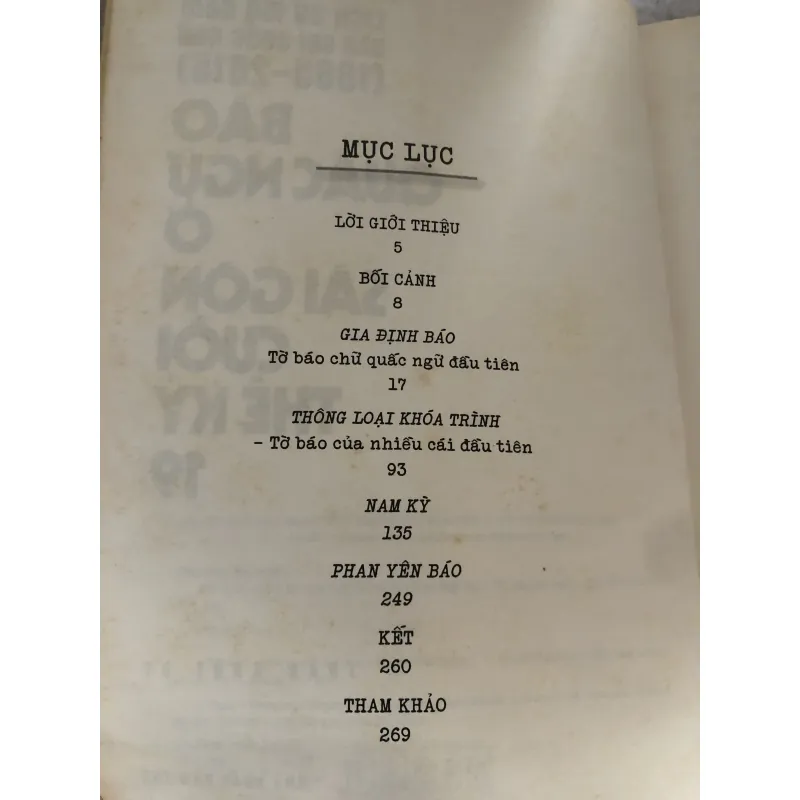 MỤC LỤC
LỜI GIỚI THIỆU
5
BỐI CẢNH
8
GIA ĐỊNH BÁO
Tờ báo chữ quấc ngữ đầu tiên
17
THÔNG LOẠI KHÓA TRÌNH
– Tờ báo của nhiều cái đầu tiên
93
NAM KỲ
135
PHAN YÊN BÁO
249
KẾT
260
THAM KHẢO
269